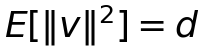 E[‖v‖²] = d